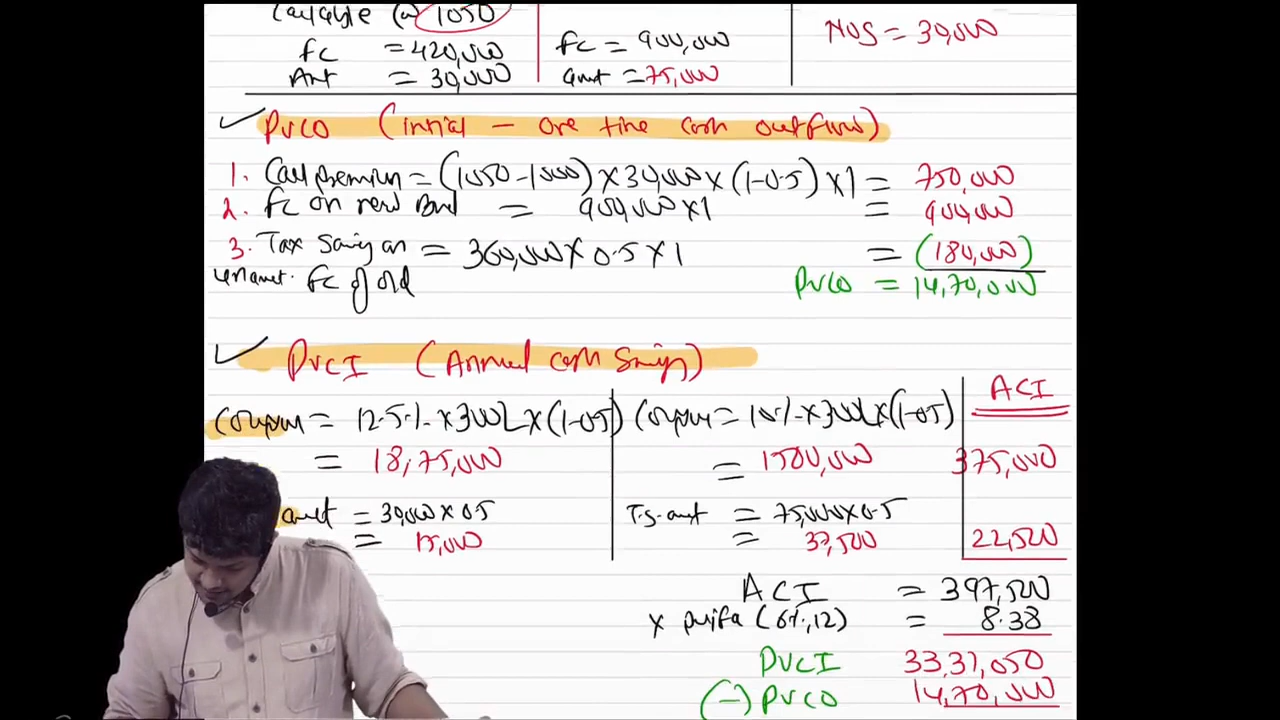 Callable @ 1050
fc = 420,000
Amt = 30,000
fc = 900,000
amt = 75,000
NOS = 30,000
✓ PVCO (initial - one time cash outflow)
1. Call premium = (1050-1000) × 30,000 × (1-0.5) × 1 = 750,000
2. fc on new Bond = 900,000 × 1 = 900,000
3. Tax Saving on = 360,000 × 0.5 × 1 = (180,000)
unamort. fc of old
PVCO = 14,70,000
✓ PVCI (Annual cash Savings)
ACI
Coupon = 12.5% × 300L × (1-0.5)
= 18,75,000
Coupon = 10% × 300L × (1-0.5)
= 1500,000
375,000
amt = 30,000 × 0.5
= 15,000
T.S. amt = 75,000 × 0.5
= 37,500
22,500
ACI = 397,500
× pvifa (6%,12) = 8.38
PVCI 33,31,050
(-) PVCO 14,70,000